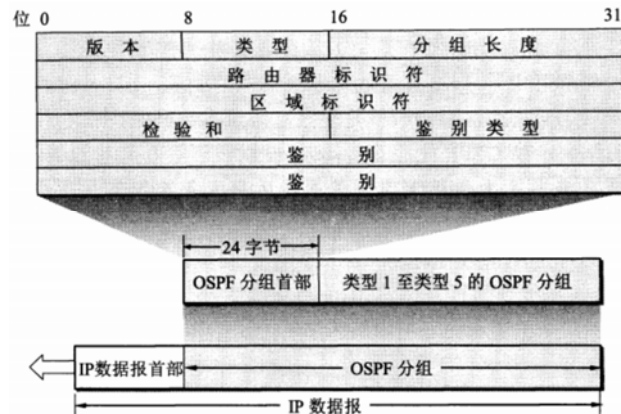 位 0 8 16 31
版 本 类 型 分 组 长 度
路 由 器 标 识 符
区 域 标 识 符
检 验 和 鉴 别 类 型
鉴 别
鉴 别
24 字节
OSPF 分组首部 类型 1 至类型 5 的 OSPF 分组
IP数据报首部 OSPF 分组
IP 数据报